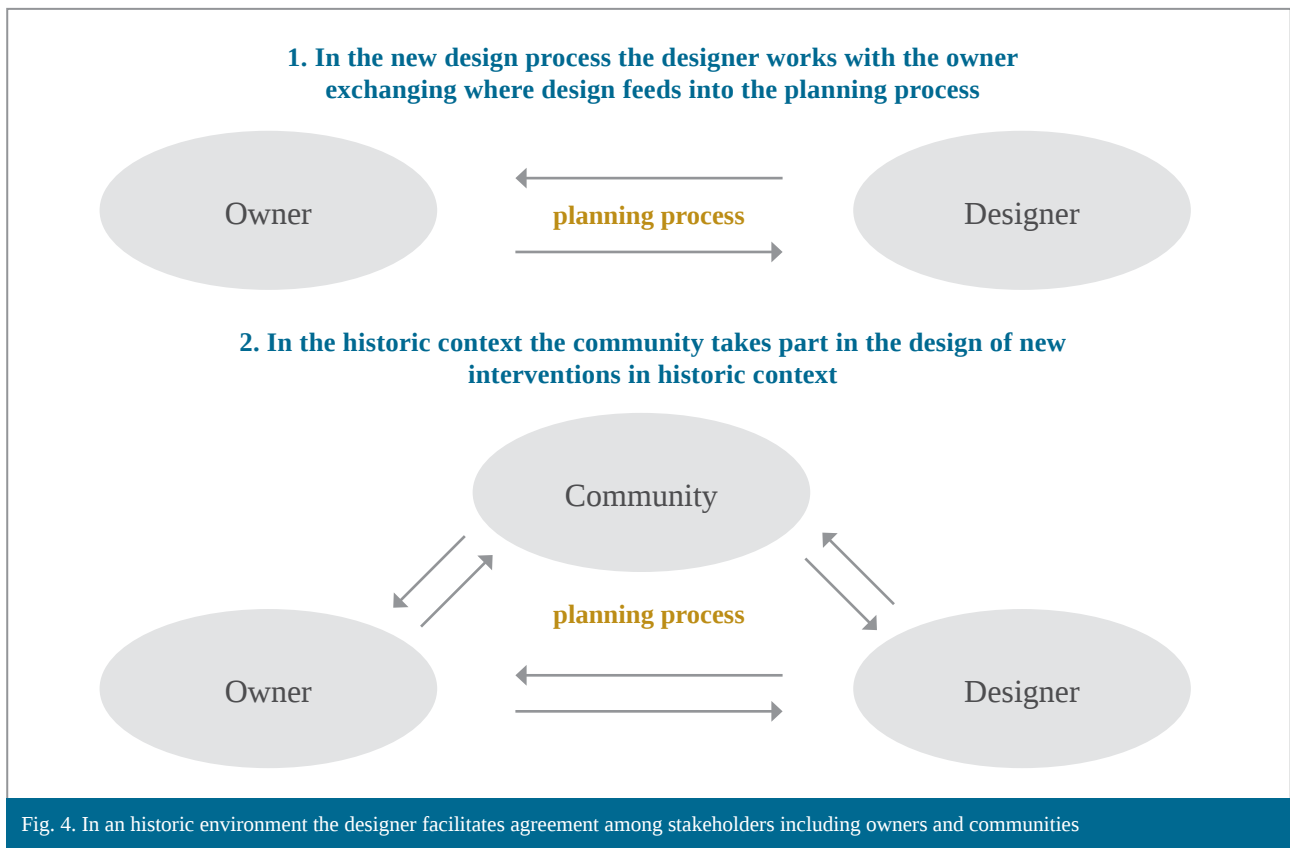 1. In the new design process the designer works with the owner
exchanging where design feeds into the planning process
Owner
planning process
Designer
2. In the historic context the community takes part in the design of new
interventions in historic context
Community
planning process
Owner
Designer
Fig. 4. In an historic environment the designer facilitates agreement among stakeholders including owners and communities